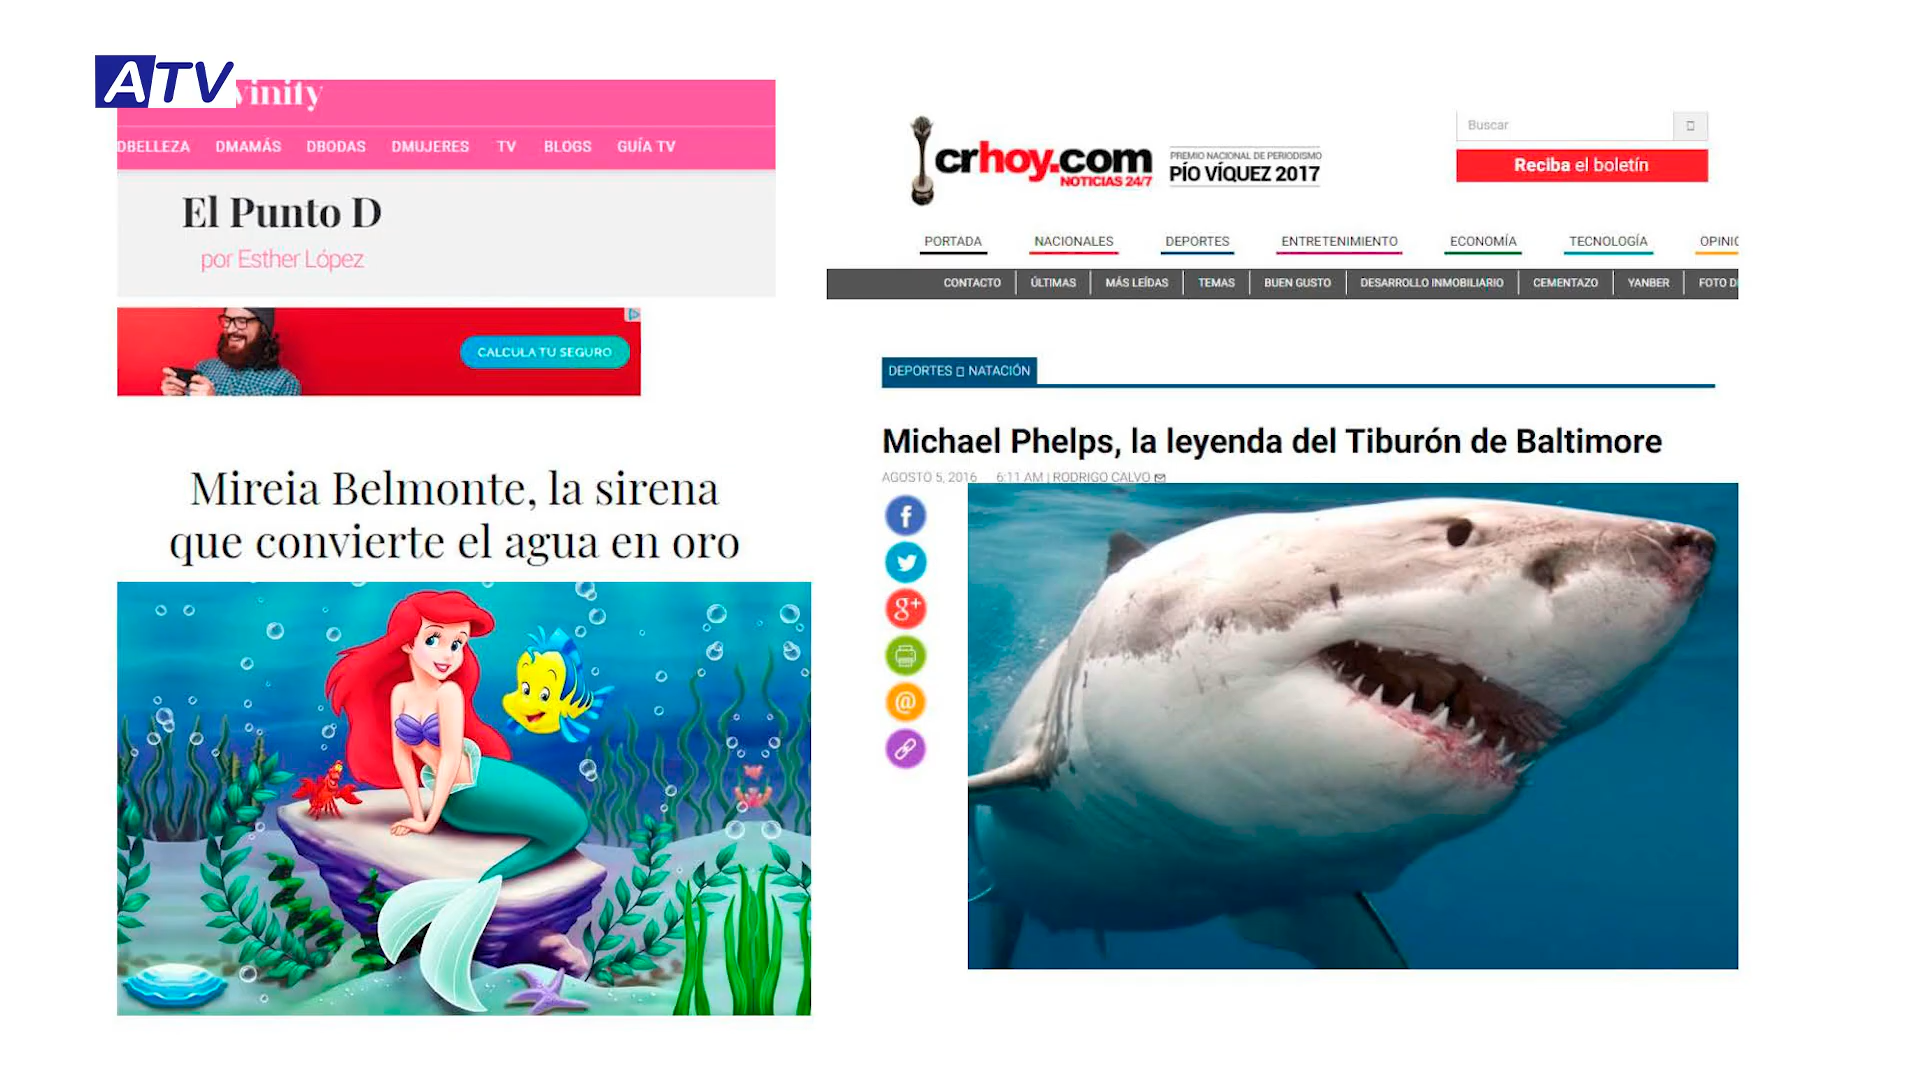 ATV
vinity
DBELLEZA DMAMÁS DBODAS DMUJERES TV BLOGS GUÍA TV
El Punto D
por Esther López
CALCULA TU SEGURO
Mireia Belmonte, la sirena
que convierte el agua en oro
crhoy.com
NOTICIAS 24/7
PREMIO NACIONAL DE PERIODISMO
PÍO VÍQUEZ 2017
Buscar
Reciba el boletín
PORTADA NACIONALES DEPORTES ENTRETENIMIENTO ECONOMÍA TECNOLOGÍA OPINIC
CONTACTO ÚLTIMAS MÁS LEÍDAS TEMAS BUEN GUSTO DESARROLLO INMOBILIARIO CEMENTAZO YANBER FOTO D
DEPORTES NATACIÓN
Michael Phelps, la leyenda del Tiburón de Baltimore
AGOSTO 5, 2016 6:11 AM | RODRIGO CALVO
f
g+
@